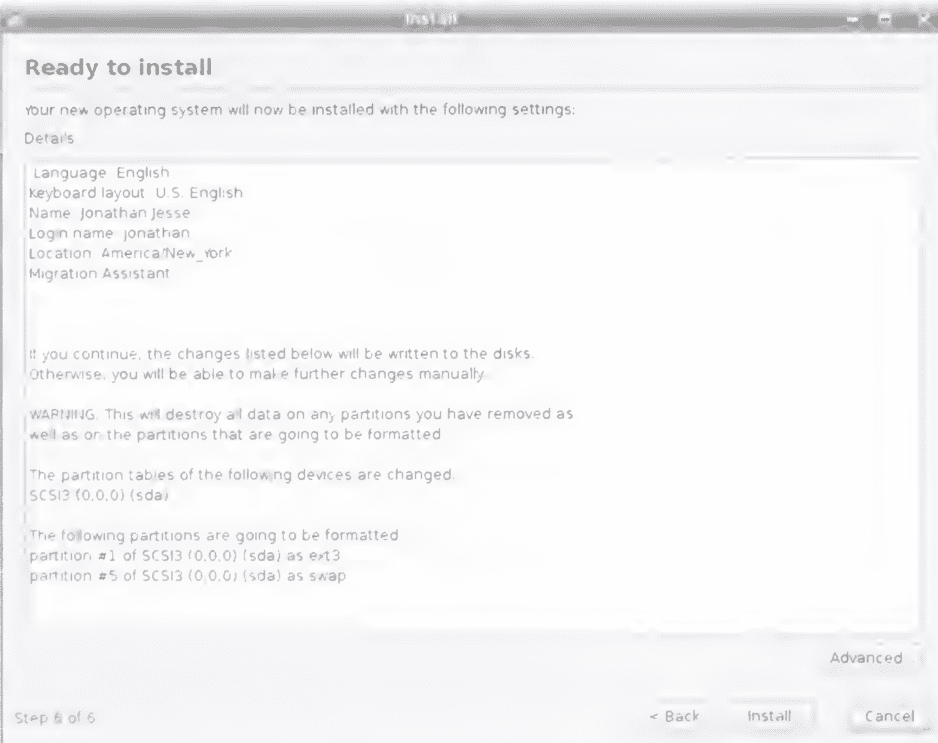 Install
Ready to install
Your new operating system will now be installed with the following settings:
Details
Language English
Keyboard layout U.S. English
Name Jonathan Jesse
Login name jonathan
Location America/New_York
Migration Assistant
If you continue, the changes listed below will be written to the disks.
Otherwise, you will be able to make further changes manually.
WARNING. This will destroy all data on any partitions you have removed as
well as on the partitions that are going to be formatted
The partition tables of the following devices are changed.
SCSI3 (0,0,0) (sda)
The following partitions are going to be formatted
partition #1 of SCSI3 (0,0,0) (sda) as ext3
partition #5 of SCSI3 (0,0,0) (sda) as swap
Advanced
Step 6 of 6
< Back
Install
Cancel